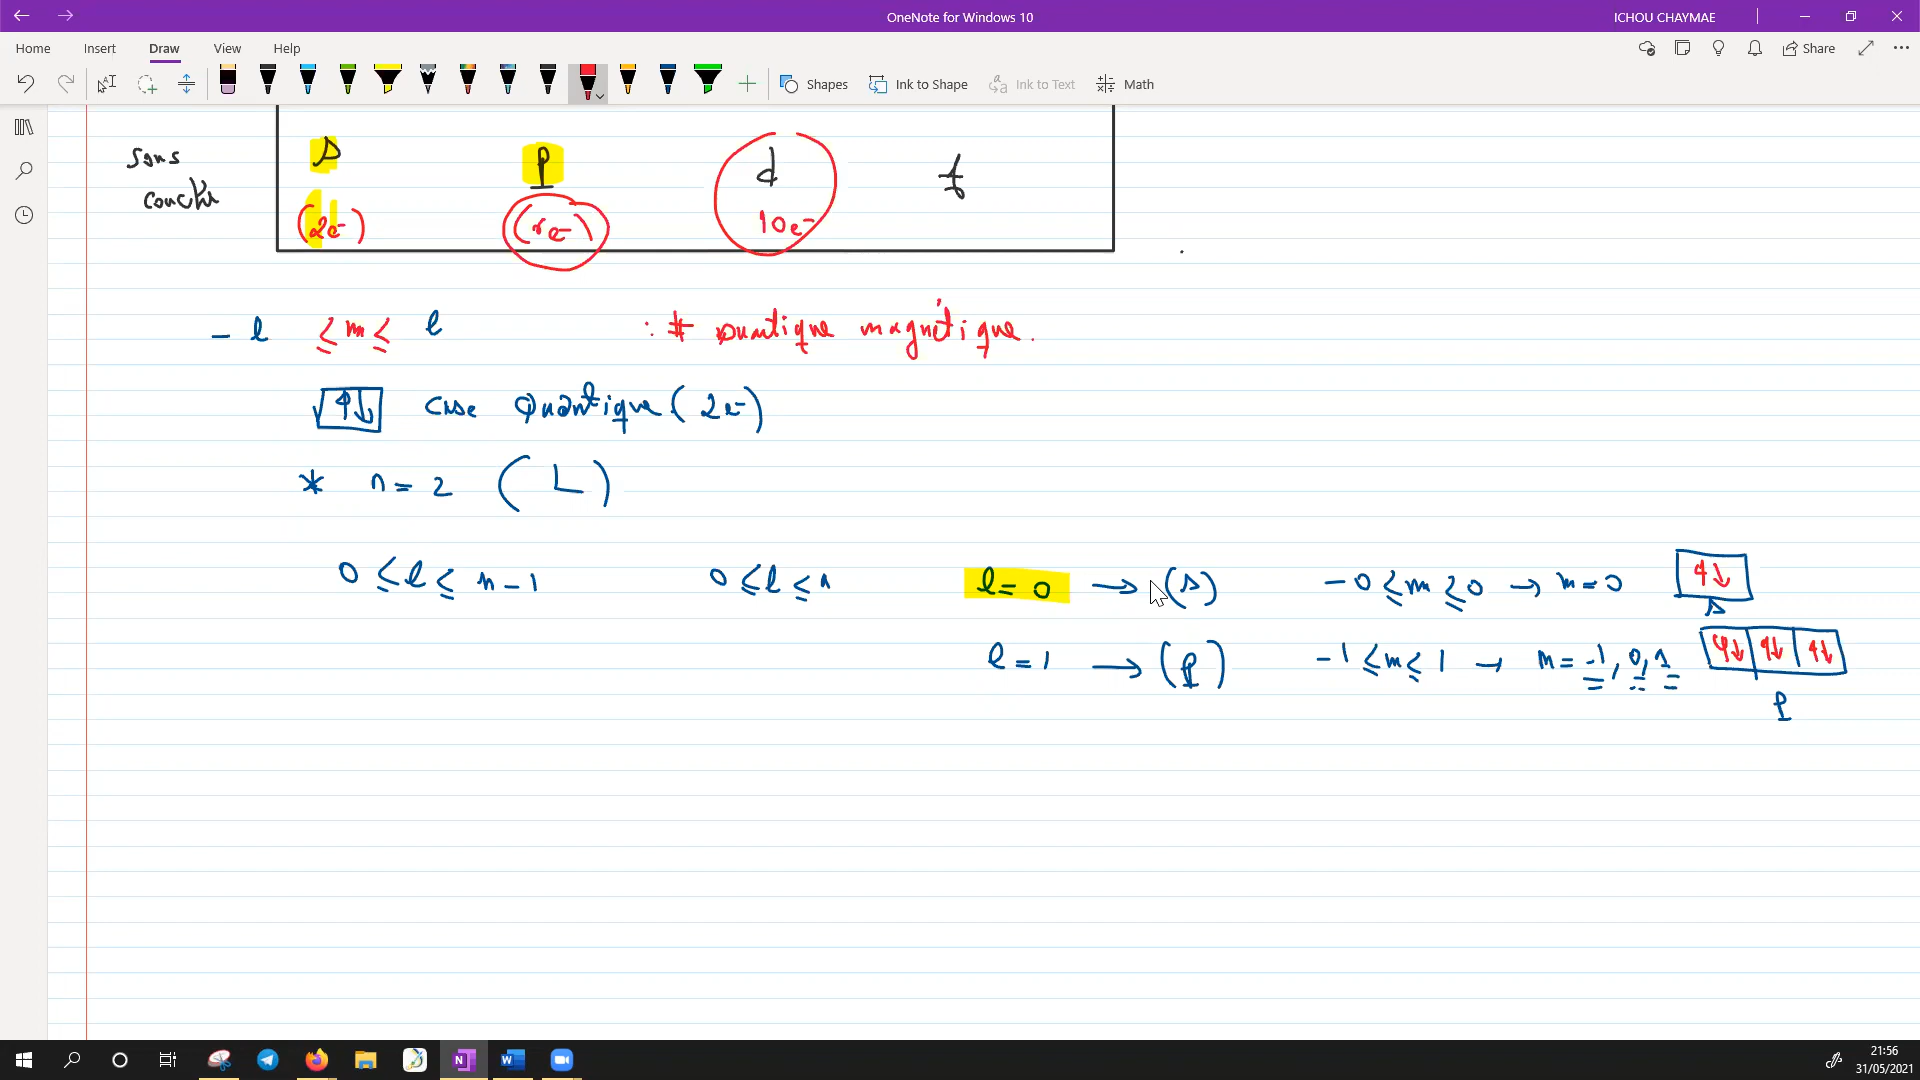 OneNote for Windows 10
ICHOU CHAYMAE
Home Insert Draw View Help
Share
Shapes Ink to Shape Ink to Text Math
Sous couche
s p d f
(2e-) (6e-) 10e-
- l ≤ m ≤ l : # quantique magnétique.
↑↓ case quantique (2e-)
* n = 2 ( L )
0 ≤ l ≤ n - 1 0 ≤ l ≤ 1 l = 0 → (s) - 0 ≤ m ≥ 0 → m = 0 ↑↓
s
l = 1 → (p) - 1 ≤ m ≤ 1 → m = -1, 0, 1 ↑↓ ↑↓ ↑↓
p
21:56
31/05/2021